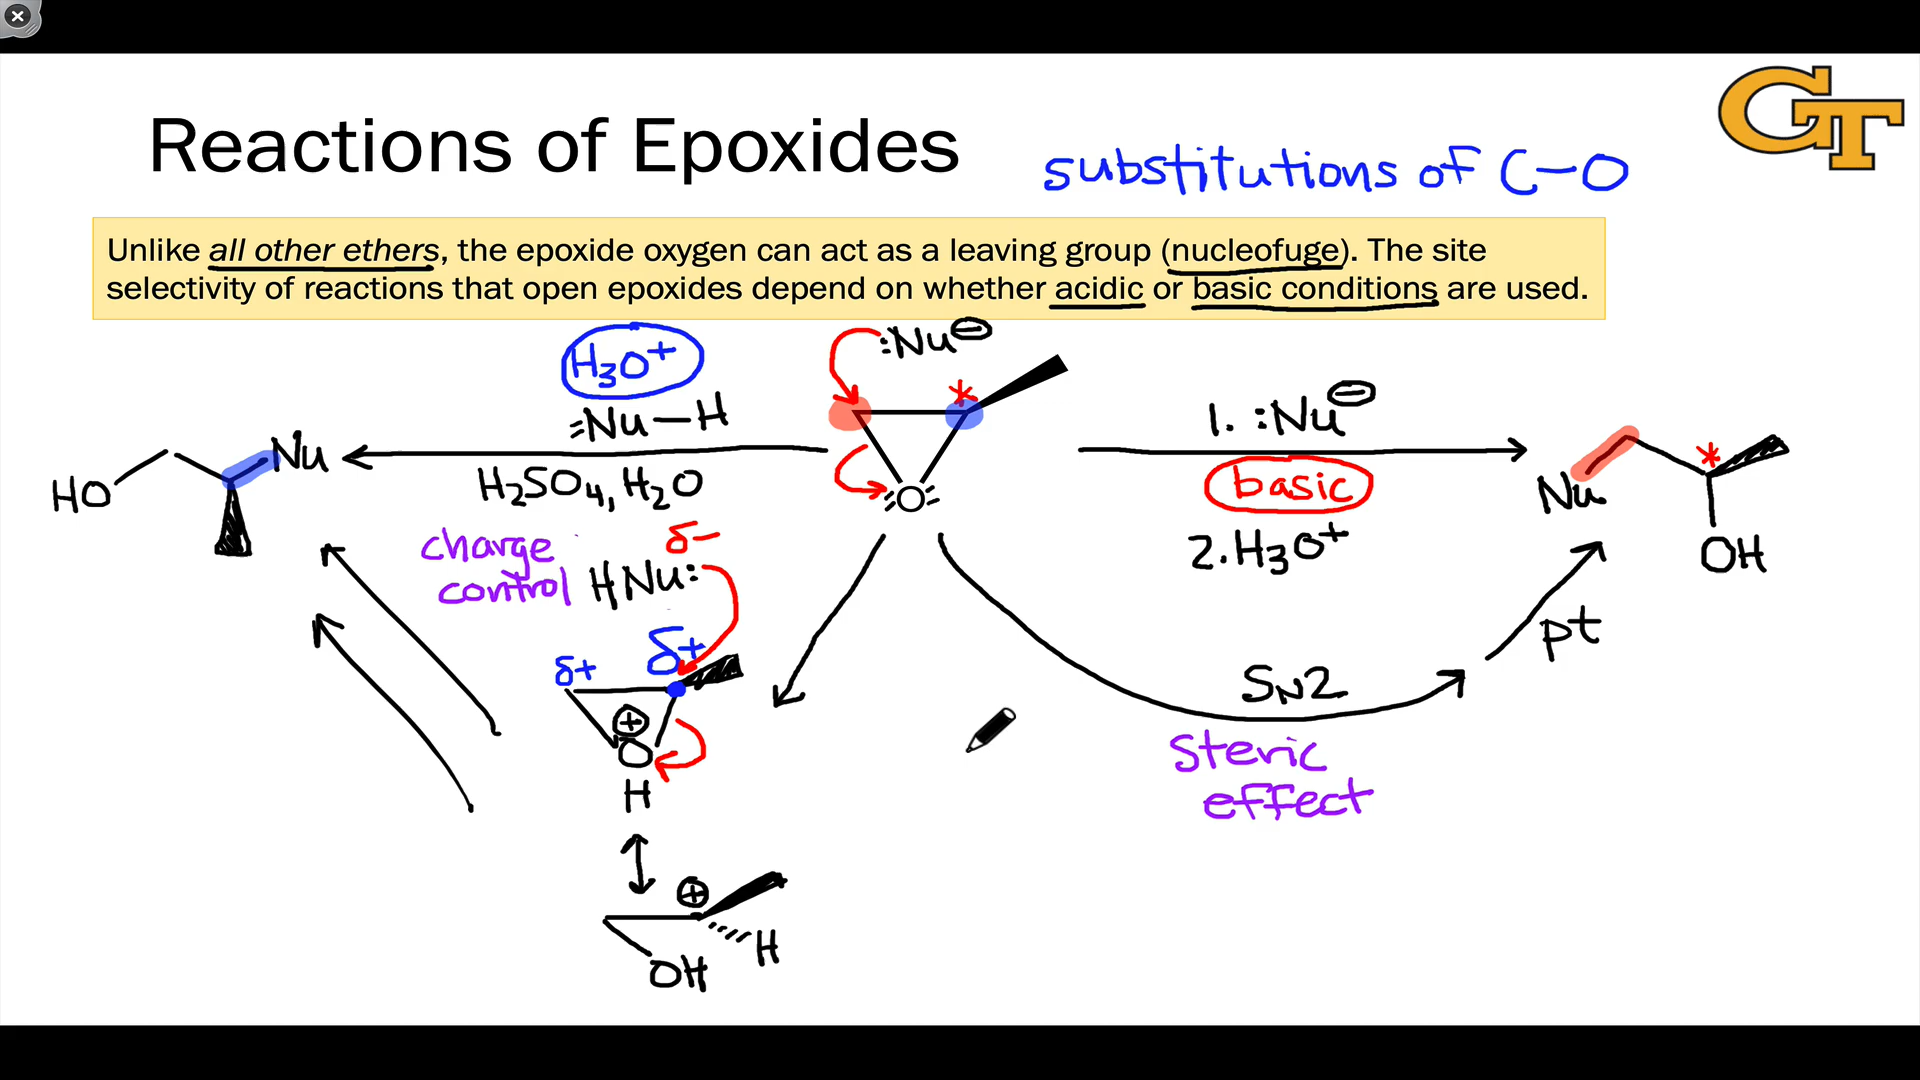 Reactions of Epoxides
substitutions of C–O
GT
Unlike all other ethers, the epoxide oxygen can act as a leaving group (nucleofuge). The site
selectivity of reactions that open epoxides depend on whether acidic or basic conditions are used.
H₃O⁺
:Nu–H
H₂SO₄, H₂O
:Nu⊖
*
:O:
1. :Nu⊖
basic
2. H₃O⁺
HO
Nu
Nu
*
OH
charge
control
δ-
HNu:
δ+
δ+
⊕
O
H
SN2
pt
steric
effect
⊕
H
OH